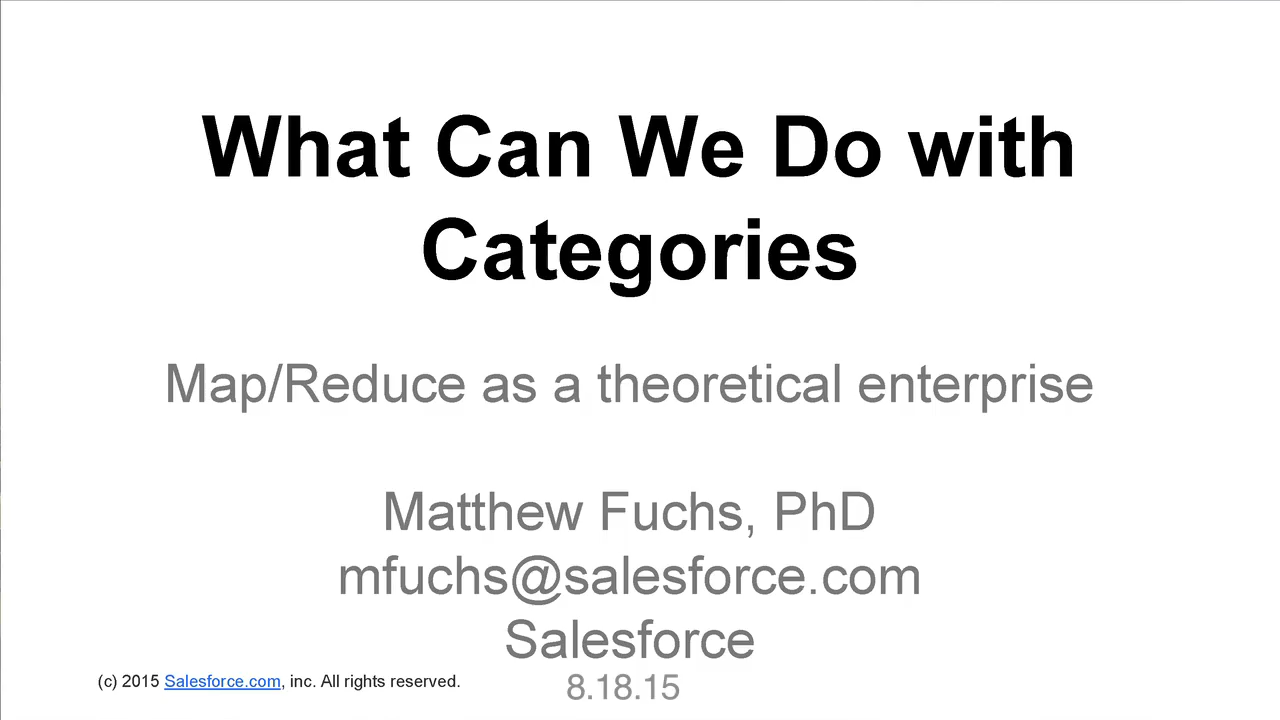 What Can We Do with
Categories
Map/Reduce as a theoretical enterprise
Matthew Fuchs, PhD
mfuchs@salesforce.com
Salesforce
(c) 2015 Salesforce.com, inc. All rights reserved.
8.18.15